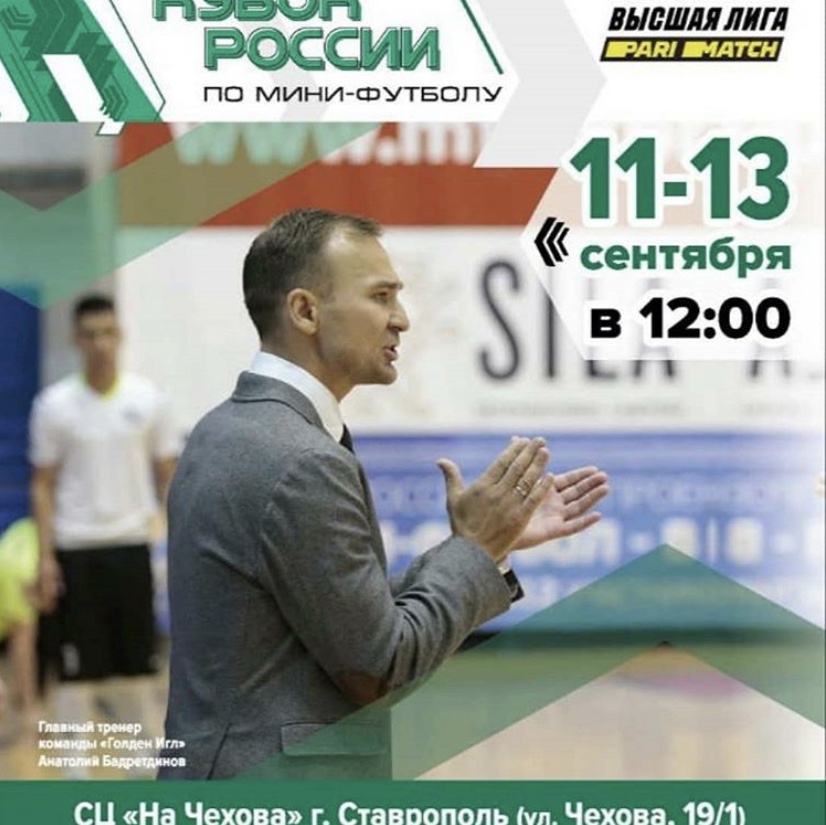 КУБОК
РОССИИ
ПО МИНИ-ФУТБОЛУ
ВЫСШАЯ ЛИГА
PARI MATCH
11-13
сентября
в 12:00
Главный тренер
команды «Голден Игл»
Анатолий Бадретдинов
СЦ «На Чехова» г. Ставрополь (ул. Чехова, 19/1)